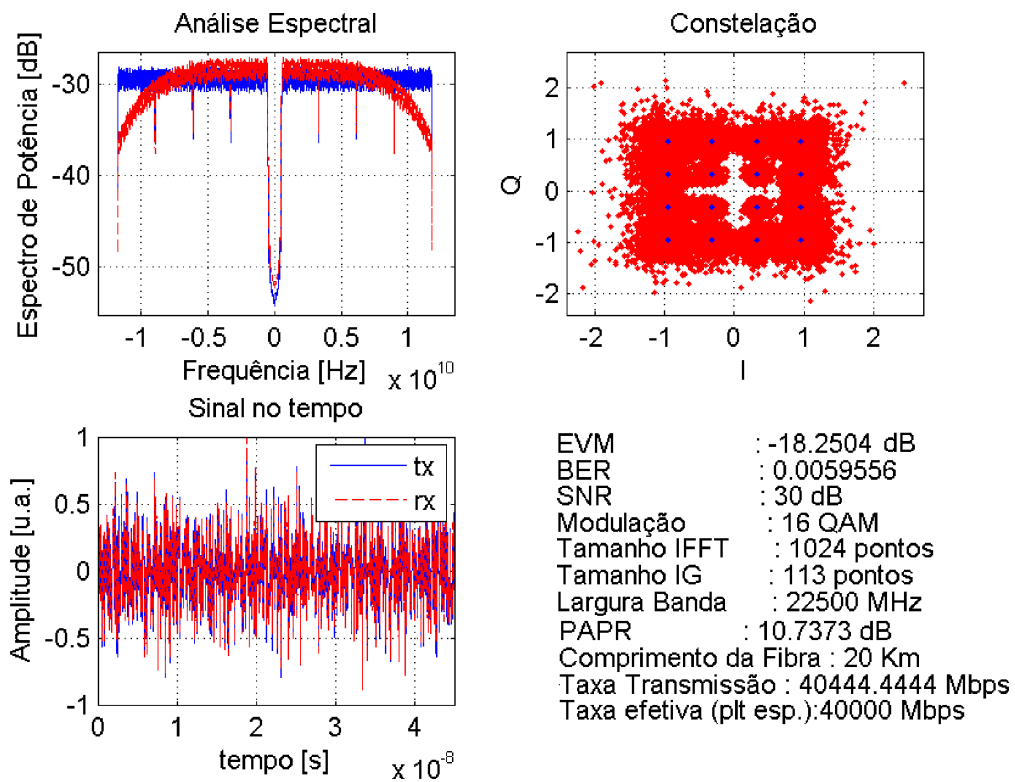 Análise Espectral
Espectro de Potência [dB]
-30
-40
-50
-1 -0.5 0 0.5 1
Frequência [Hz] x 10^10
Constelação
Q
2
1
0
-1
-2
-2 -1 0 1 2
I
Sinal no tempo
Amplitude [u.a.]
1
0.5
0
-0.5
-1
tx
rx
0 1 2 3 4
tempo [s] x 10^-8
EVM : -18.2504 dB
BER : 0.0059556
SNR : 30 dB
Modulação : 16 QAM
Tamanho IFFT : 1024 pontos
Tamanho IG : 113 pontos
Largura Banda : 22500 MHz
PAPR : 10.7373 dB
Comprimento da Fibra : 20 Km
Taxa Transmissão : 40444.4444 Mbps
Taxa efetiva (plt esp.):40000 Mbps